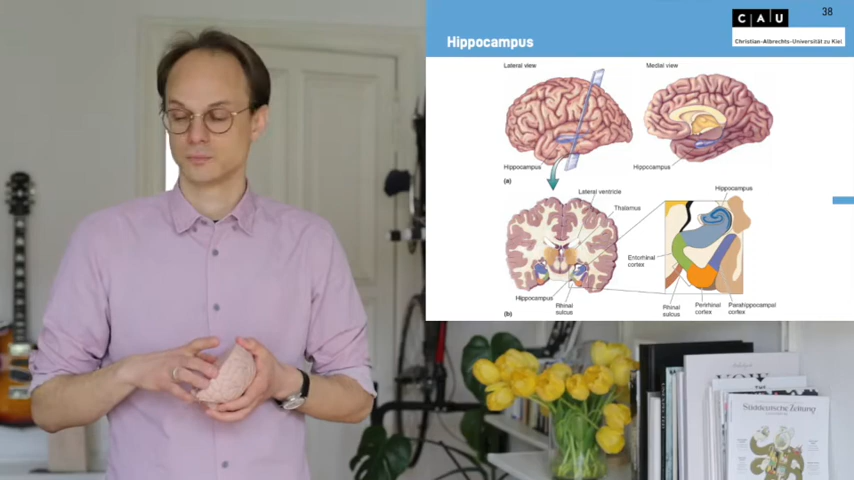 38
CAU
Christian-Albrechts-Universität zu Kiel
Hippocampus
Lateral view
Medial view
Hippocampus
Hippocampus
(a)
Hippocampus
Lateral ventricle
Thalamus
Entorhinal
cortex
Hippocampus
Rhinal
sulcus
Rhinal
sulcus
Perirhinal
cortex
Parahippocampal
cortex
(b)
Süddeutsche Zeitung